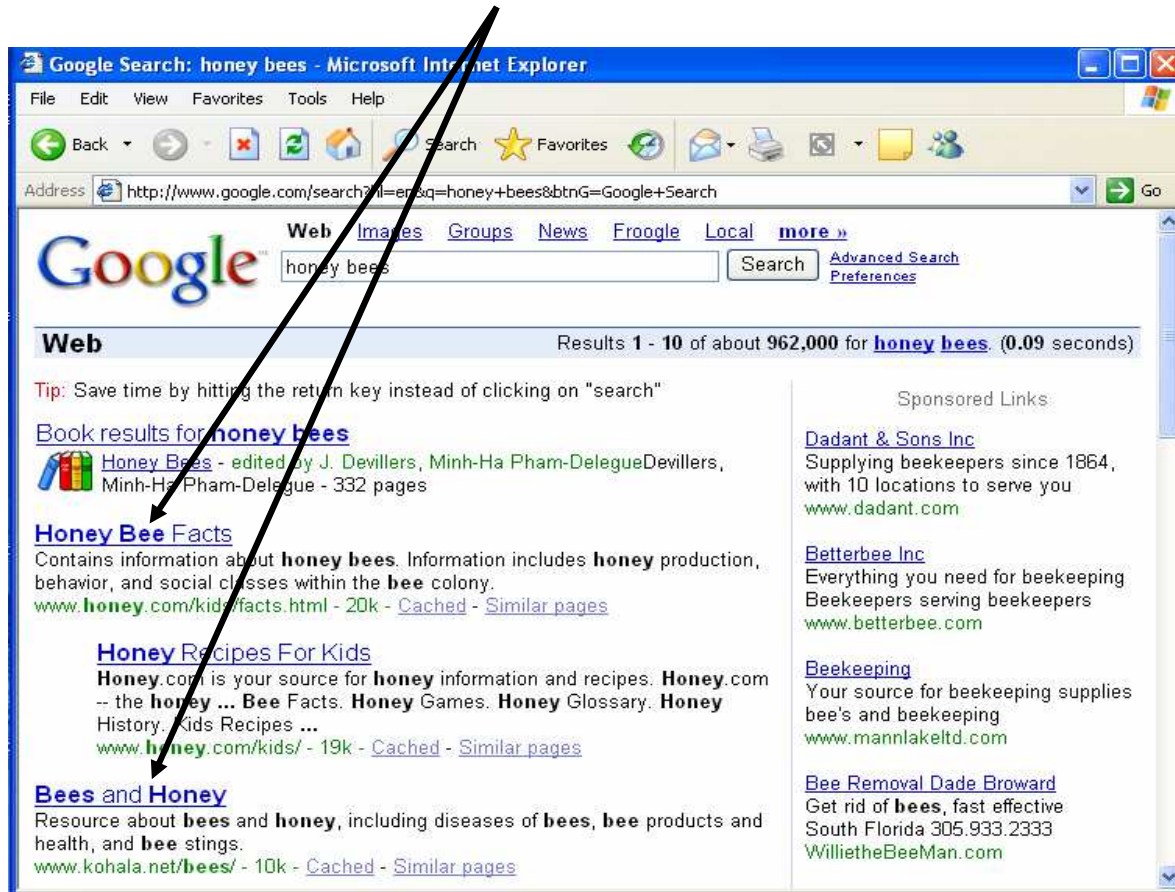 Google Search: honey bees - Microsoft Internet Explorer
File Edit View Favorites Tools Help
Back Search Favorites
Address http://www.google.com/search?hl=en&q=honey+bees&btnG=Google+Search Go
Web Images Groups News Froogle Local more »
Google™ honey bees Search Advanced Search
Preferences
Web Results 1 - 10 of about 962,000 for honey bees. (0.09 seconds)
Tip: Save time by hitting the return key instead of clicking on "search"
Book results for honey bees
Honey Bees - edited by J. Devillers, Minh-Ha Pham-DelegueDevillers,
Minh-Ha Pham-Delegue - 332 pages
Honey Bee Facts
Contains information about honey bees. Information includes honey production,
behavior, and social classes within the bee colony.
www.honey.com/kids/facts.html - 20k - Cached - Similar pages
Honey Recipes For Kids
Honey.com is your source for honey information and recipes. Honey.com
-- the honey ... Bee Facts. Honey Games. Honey Glossary. Honey
History. Kids Recipes ...
www.honey.com/kids/ - 19k - Cached - Similar pages
Bees and Honey
Resource about bees and honey, including diseases of bees, bee products and
health, and bee stings.
www.kohala.net/bees/ - 10k - Cached - Similar pages
Sponsored Links
Dadant & Sons Inc
Supplying beekeepers since 1864,
with 10 locations to serve you
www.dadant.com
Betterbee Inc
Everything you need for beekeeping
Beekeepers serving beekeepers
www.betterbee.com
Beekeeping
Your source for beekeeping supplies
bee's and beekeeping
www.mannlakeltd.com
Bee Removal Dade Broward
Get rid of bees, fast effective
South Florida 305.933.2333
WillietheBeeMan.com